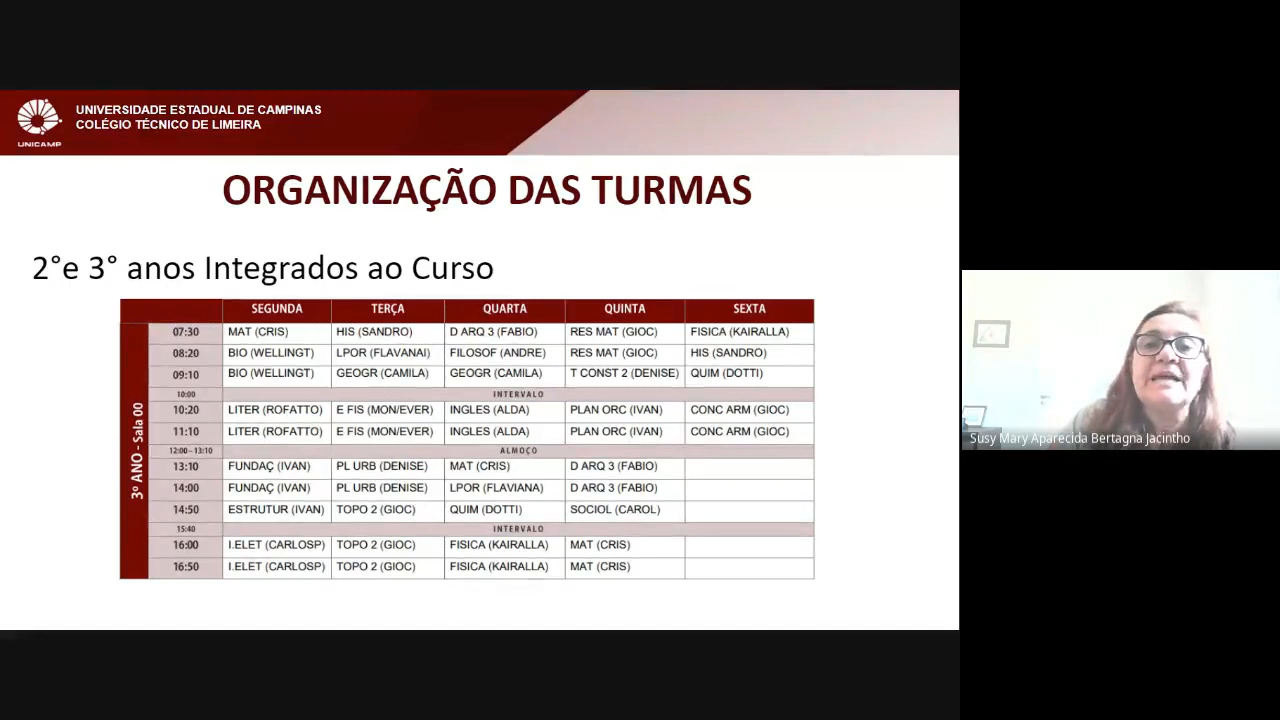 UNIVERSIDADE ESTADUAL DE CAMPINAS
COLÉGIO TÉCNICO DE LIMEIRA
UNICAMP
ORGANIZAÇÃO DAS TURMAS
2°e 3° anos Integrados ao Curso
SEGUNDA TERÇA QUARTA QUINTA SEXTA
3º ANO - Sala 00
07:30 MAT (CRIS) HIS (SANDRO) D ARQ 3 (FABIO) RES MAT (GIOC) FISICA (KAIRALLA)
08:20 BIO (WELLINGT) LPOR (FLAVANAI) FILOSOF (ANDRE) RES MAT (GIOC) HIS (SANDRO)
09:10 BIO (WELLINGT) GEOGR (CAMILA) GEOGR (CAMILA) T CONST 2 (DENISE) QUIM (DOTTI)
10:00 INTERVALO
10:20 LITER (ROFATTO) E FIS (MON/EVER) INGLES (ALDA) PLAN ORC (IVAN) CONC ARM (GIOC)
11:10 LITER (ROFATTO) E FIS (MON/EVER) INGLES (ALDA) PLAN ORC (IVAN) CONC ARM (GIOC)
12:00–13:10 ALMOÇO
13:10 FUNDAÇ (IVAN) PL URB (DENISE) MAT (CRIS) D ARQ 3 (FABIO)
14:00 FUNDAÇ (IVAN) PL URB (DENISE) LPOR (FLAVIANA) D ARQ 3 (FABIO)
14:50 ESTRUTUR (IVAN) TOPO 2 (GIOC) QUIM (DOTTI) SOCIOL (CAROL)
15:40 INTERVALO
16:00 I.ELET (CARLOSP) TOPO 2 (GIOC) FISICA (KAIRALLA) MAT (CRIS)
16:50 I.ELET (CARLOSP) TOPO 2 (GIOC) FISICA (KAIRALLA) MAT (CRIS)
Susy Mary Aparecida Bertagna Jacintho